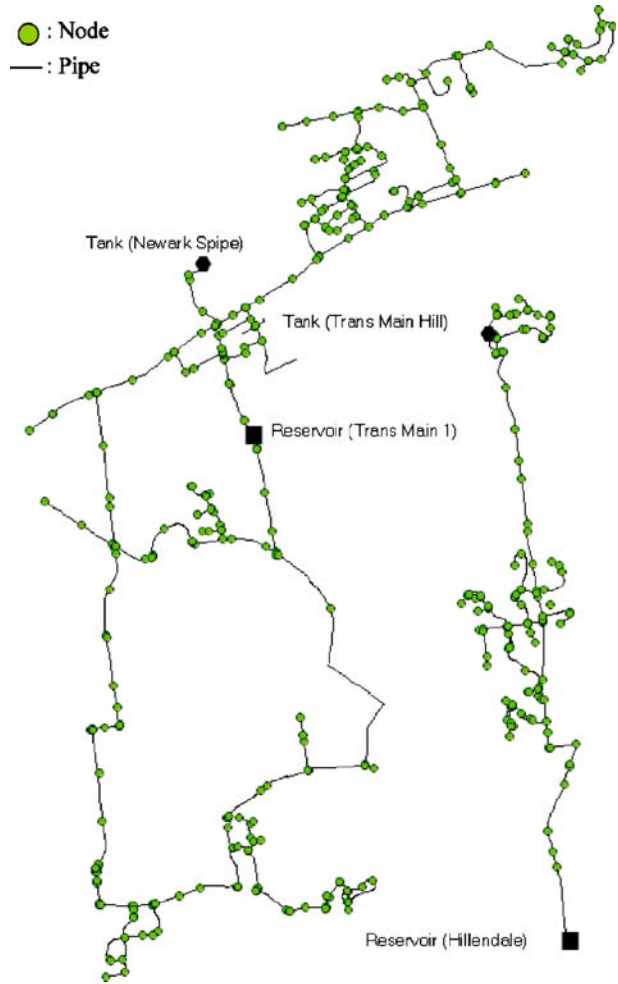 : Node
: Pipe
Tank (Newark Spipe)
Tank (Trans Main Hill)
Reservoir (Trans Main 1)
Reservoir (Hillendale)